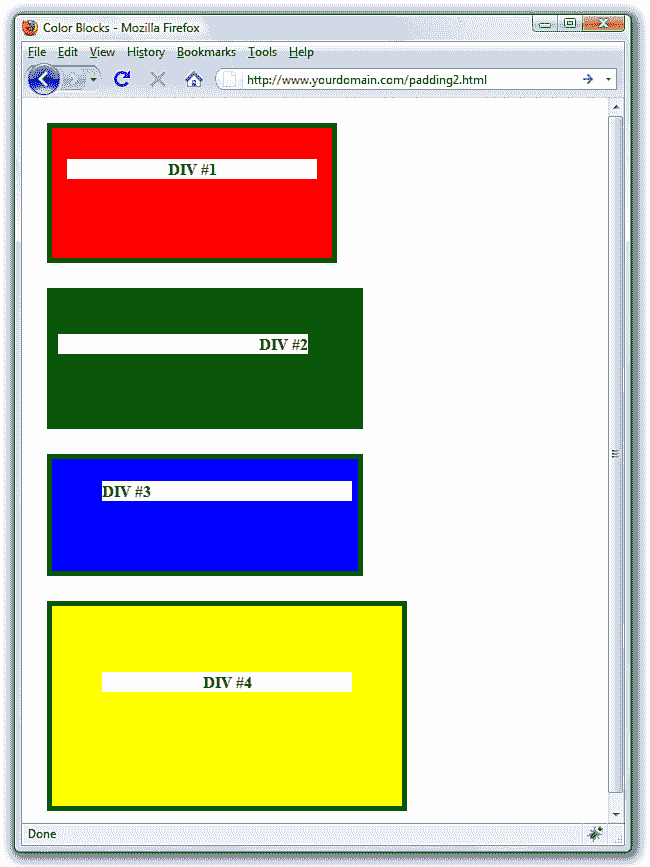 Color Blocks - Mozilla Firefox
File Edit View History Bookmarks Tools Help
http://www.yourdomain.com/padding2.html
DIV #1
DIV #2
DIV #3
DIV #4
Done